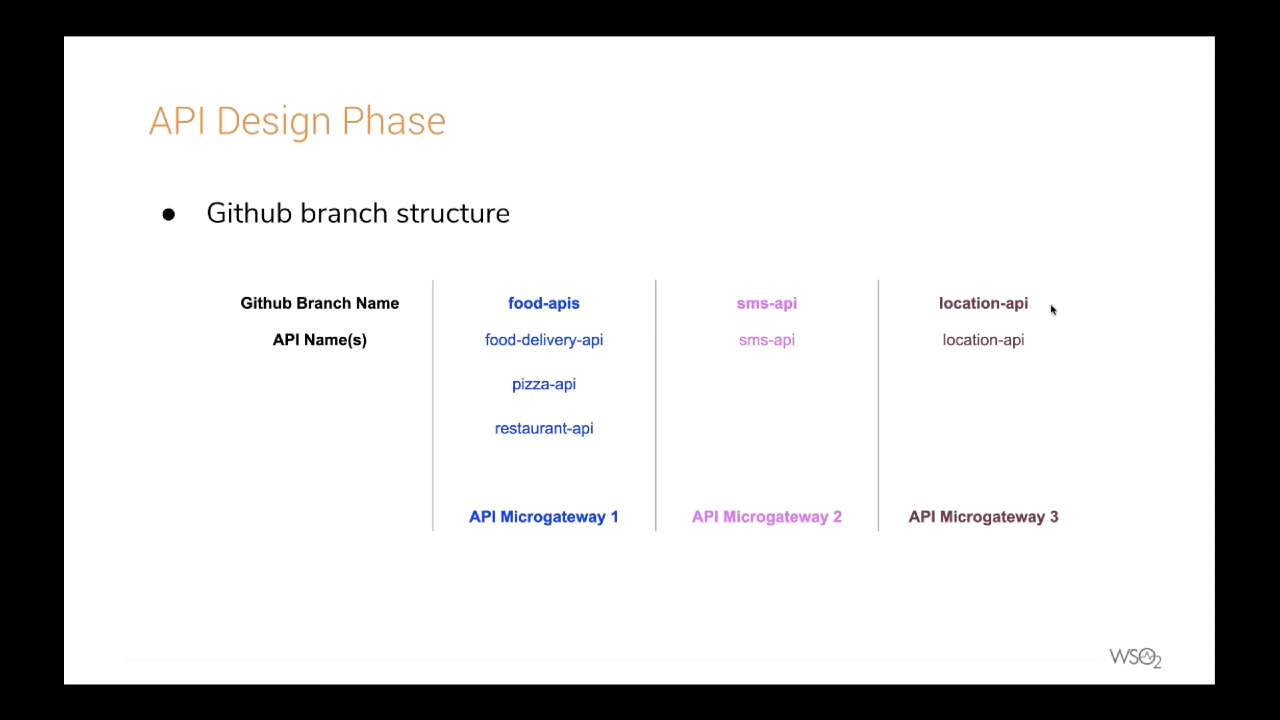 API Design Phase
● Github branch structure
Github Branch Name food-apis sms-api location-api
API Name(s) food-delivery-api sms-api location-api
pizza-api
restaurant-api
API Microgateway 1 API Microgateway 2 API Microgateway 3
WSO2